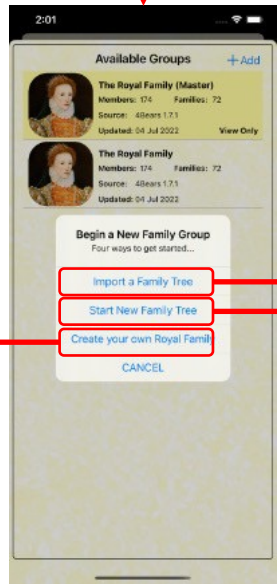 2:01
Available Groups
+ Add
The Royal Family (Master)
Members: 174 Families: 72
Source: 4Bears 1.7.1
Updated: 04 Jul 2022 View Only
The Royal Family
Members: 174 Families: 72
Source: 4Bears 1.7.1
Updated: 04 Jul 2022
Begin a New Family Group
Four ways to get started...
Import a Family Tree
Start New Family Tree
Create your own Royal Family
CANCEL